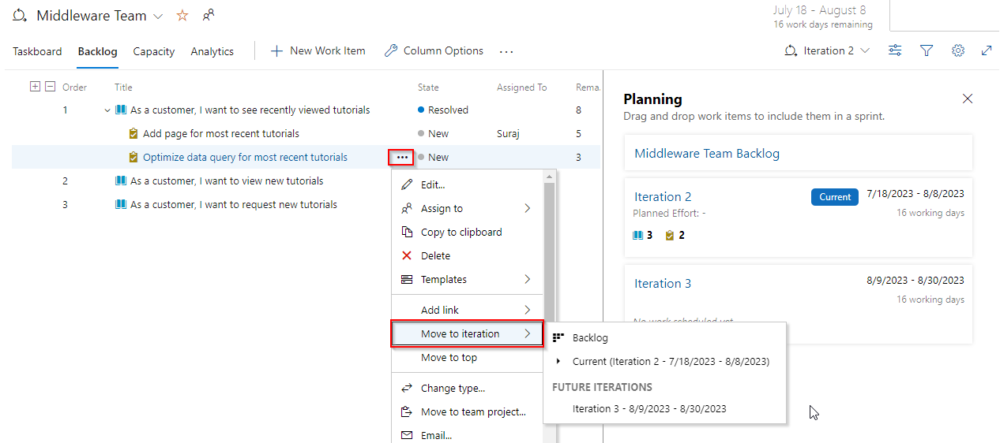 Middleware Team
July 18 - August 8
16 work days remaining
Taskboard Backlog Capacity Analytics New Work Item Column Options ... Iteration 2
Order Title State Assigned To Rema.
1 As a customer, I want to see recently viewed tutorials Resolved 8
Add page for most recent tutorials New Suraj 5
Optimize data query for most recent tutorials ... New 3
2 As a customer, I want to view new tutorials
3 As a customer, I want to request new tutorials
Edit...
Assign to
Copy to clipboard
Delete
Templates
Add link
Move to iteration
Move to top
Change type...
Move to team project...
Email...
Backlog
Current (Iteration 2 - 7/18/2023 - 8/8/2023)
FUTURE ITERATIONS
Iteration 3 - 8/9/2023 - 8/30/2023
Planning
Drag and drop work items to include them in a sprint.
Middleware Team Backlog
Iteration 2 Current 7/18/2023 - 8/8/2023
Planned Effort: - 16 working days
3 2
Iteration 3 8/9/2023 - 8/30/2023
16 working days
No work scheduled yet